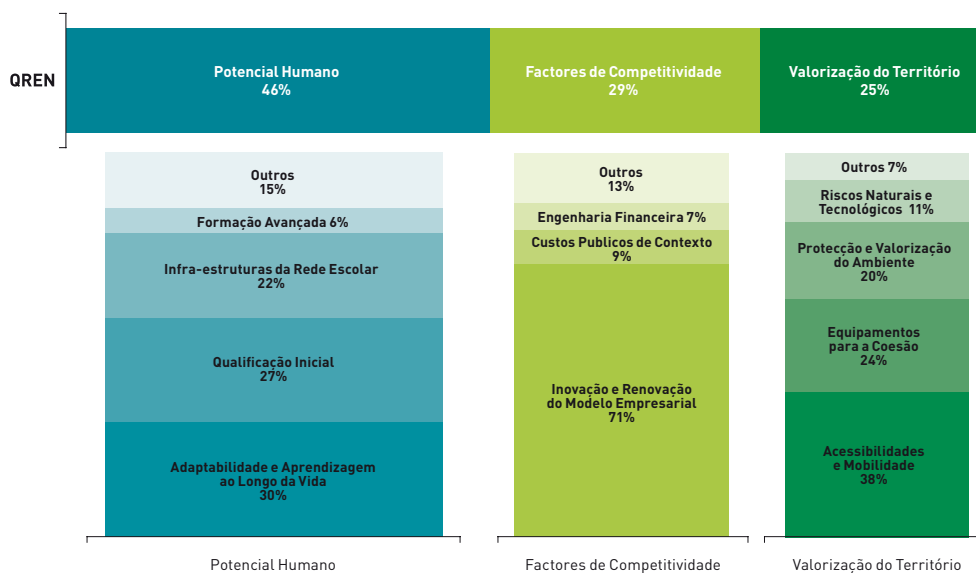 QREN
Potencial Humano
46%
Factores de Competitividade
29%
Valorização do Território
25%
Outros
15%
Formação Avançada 6%
Infra-estruturas da Rede Escolar
22%
Qualificação Inicial
27%
Adaptabilidade e Aprendizagem
ao Longo da Vida
30%
Potencial Humano
Outros
13%
Engenharia Financeira 7%
Custos Publicos de Contexto
9%
Inovação e Renovação
do Modelo Empresarial
71%
Factores de Competitividade
Outros 7%
Riscos Naturais e
Tecnológicos 11%
Protecção e Valorização
do Ambiente
20%
Equipamentos
para a Coesão
24%
Acessibilidades
e Mobilidade
38%
Valorização do Território